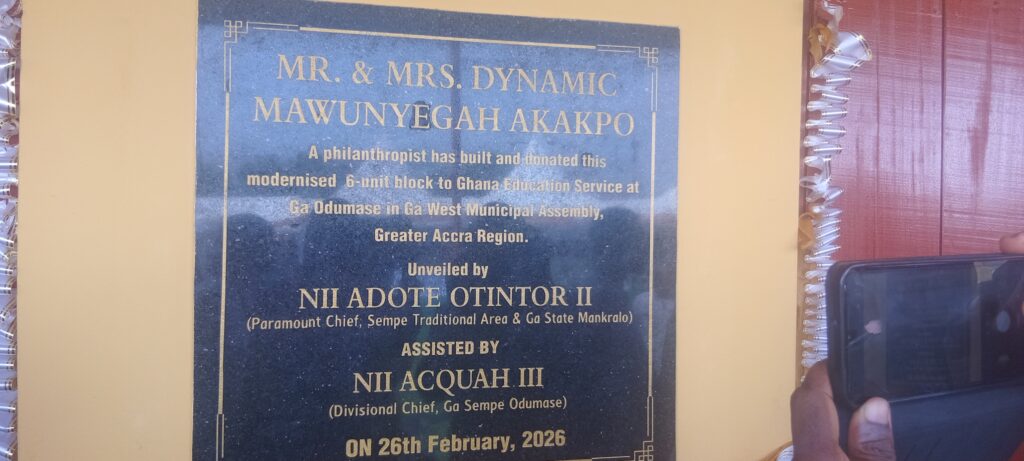 MR. & MRS. DYNAMIC
MAWUNYEGAH AKAKPO
A philanthropist has built and donated this
modernised 6-unit block to Ghana Education Service at
Ga Odumase in Ga West Municipal Assembly,
Greater Accra Region.
Unveiled by
NII ADOTE OTINTOR II
(Paramount Chief, Sempe Traditional Area & Ga State Mankralo)
ASSISTED BY
NII ACQUAH III
(Divisional Chief, Ga Sempe Odumase)
ON 26th February, 2026